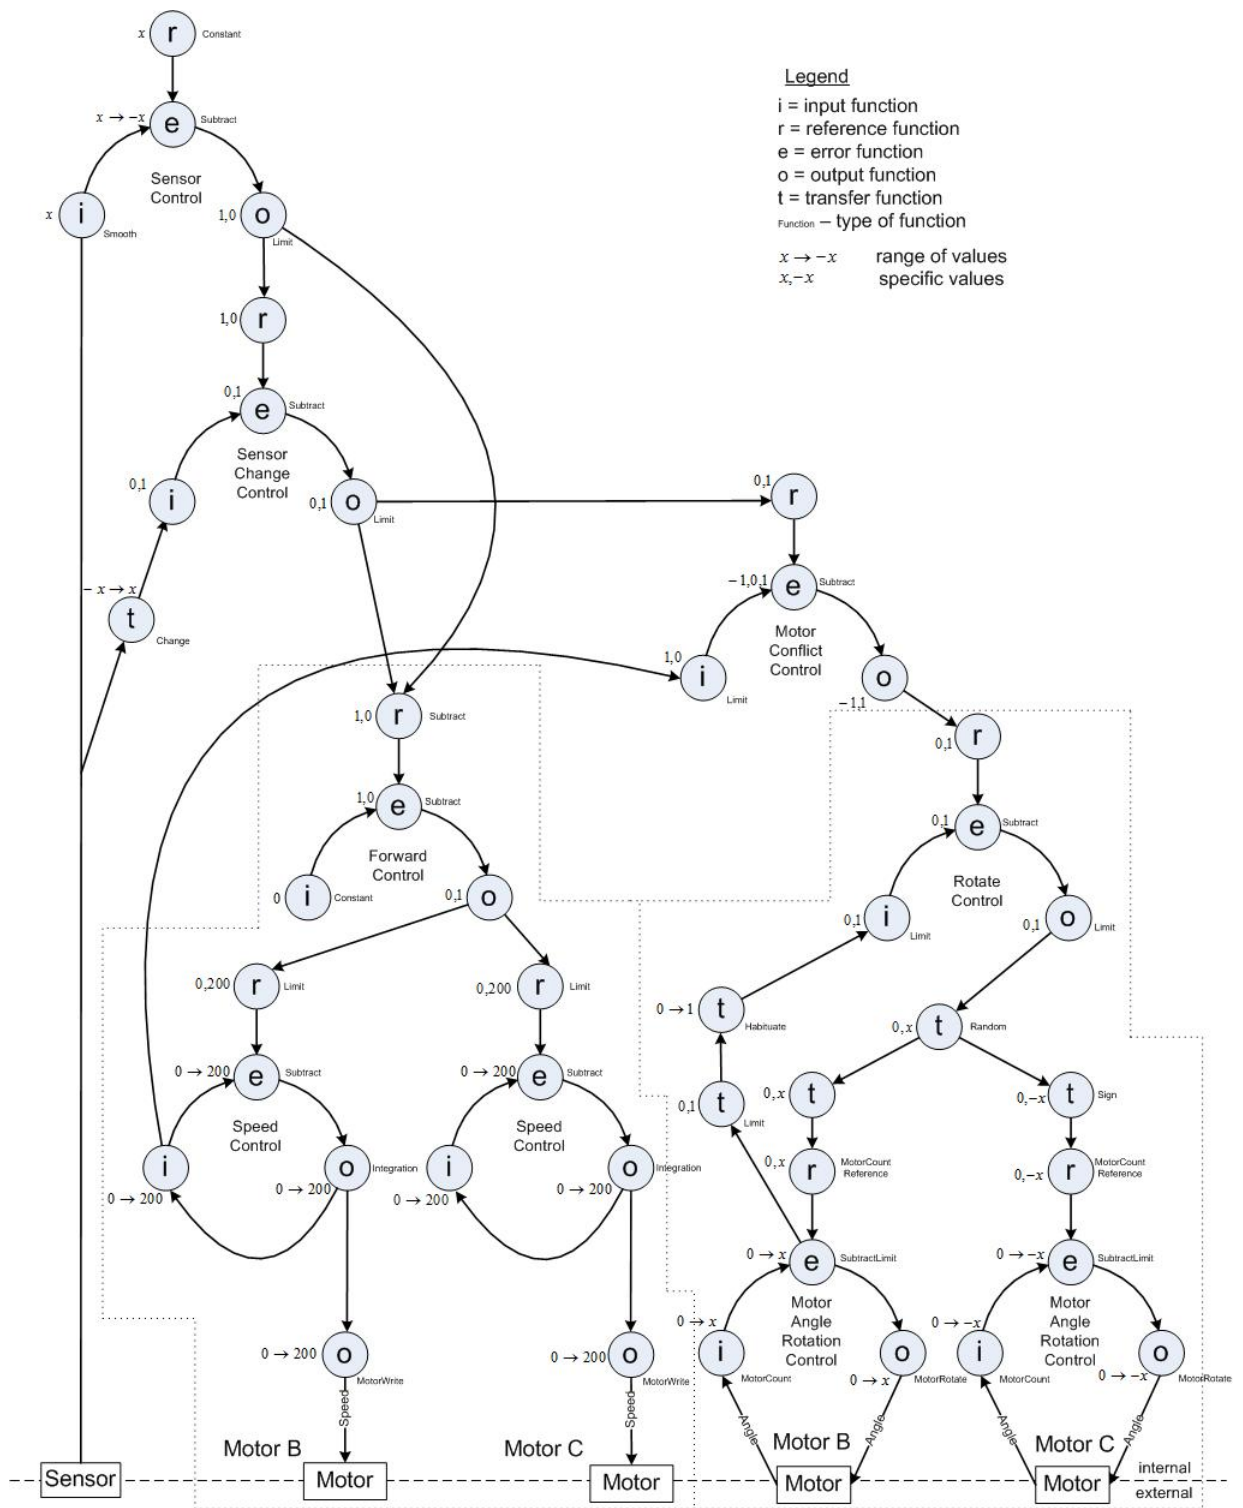 x r Constant
Legend
i = input function
r = reference function
e = error function
o = output function
t = transfer function
Function – type of function
x → −x range of values
x,−x specific values
x → −x e Subtract
Sensor
Control
x i Smooth
1,0 o Limit
1,0 r
0,1 e Subtract
Sensor
Change
Control
0,1 i
0,1 o Limit
0,1 r
− x → x t Change
−1,0,1 e Subtract
Motor
Conflict
Control
1,0 i Limit
−1,1 o
1,0 r Subtract
0,1 r
1,0 e Subtract
0,1 e Subtract
Forward
Control
Rotate
Control
0 i Constant
0,1 o
0,1 i Limit
0,1 o Limit
0,200 r Limit
0,200 r Limit
0 → 1 t Habituate
0,x t Random
0 → 200 e Subtract
0 → 200 e Subtract
0,1 t Limit
0,x t
0,−x t Sign
Speed
Control
Speed
Control
0 → 200 i
0 → 200 o Integration
0 → 200 i
0 → 200 o Integration
0,x r MotorCount
Reference
0,−x r MotorCount
Reference
0 → x e SubtractLimit
0 → −x e SubtractLimit
Motor
Angle
Rotation
Control
Motor
Angle
Rotation
Control
0 → 200 o MotorWrite
0 → 200 o MotorWrite
0 → x i MotorCount
0 → x o MotorRotate
0 → −x i MotorCount
0 → −x o MotorRotate
Speed
Speed
Angle
Angle
Angle
Angle
Motor B
Motor C
Motor B
Motor C
Sensor
Motor
Motor
Motor
Motor
internal
external